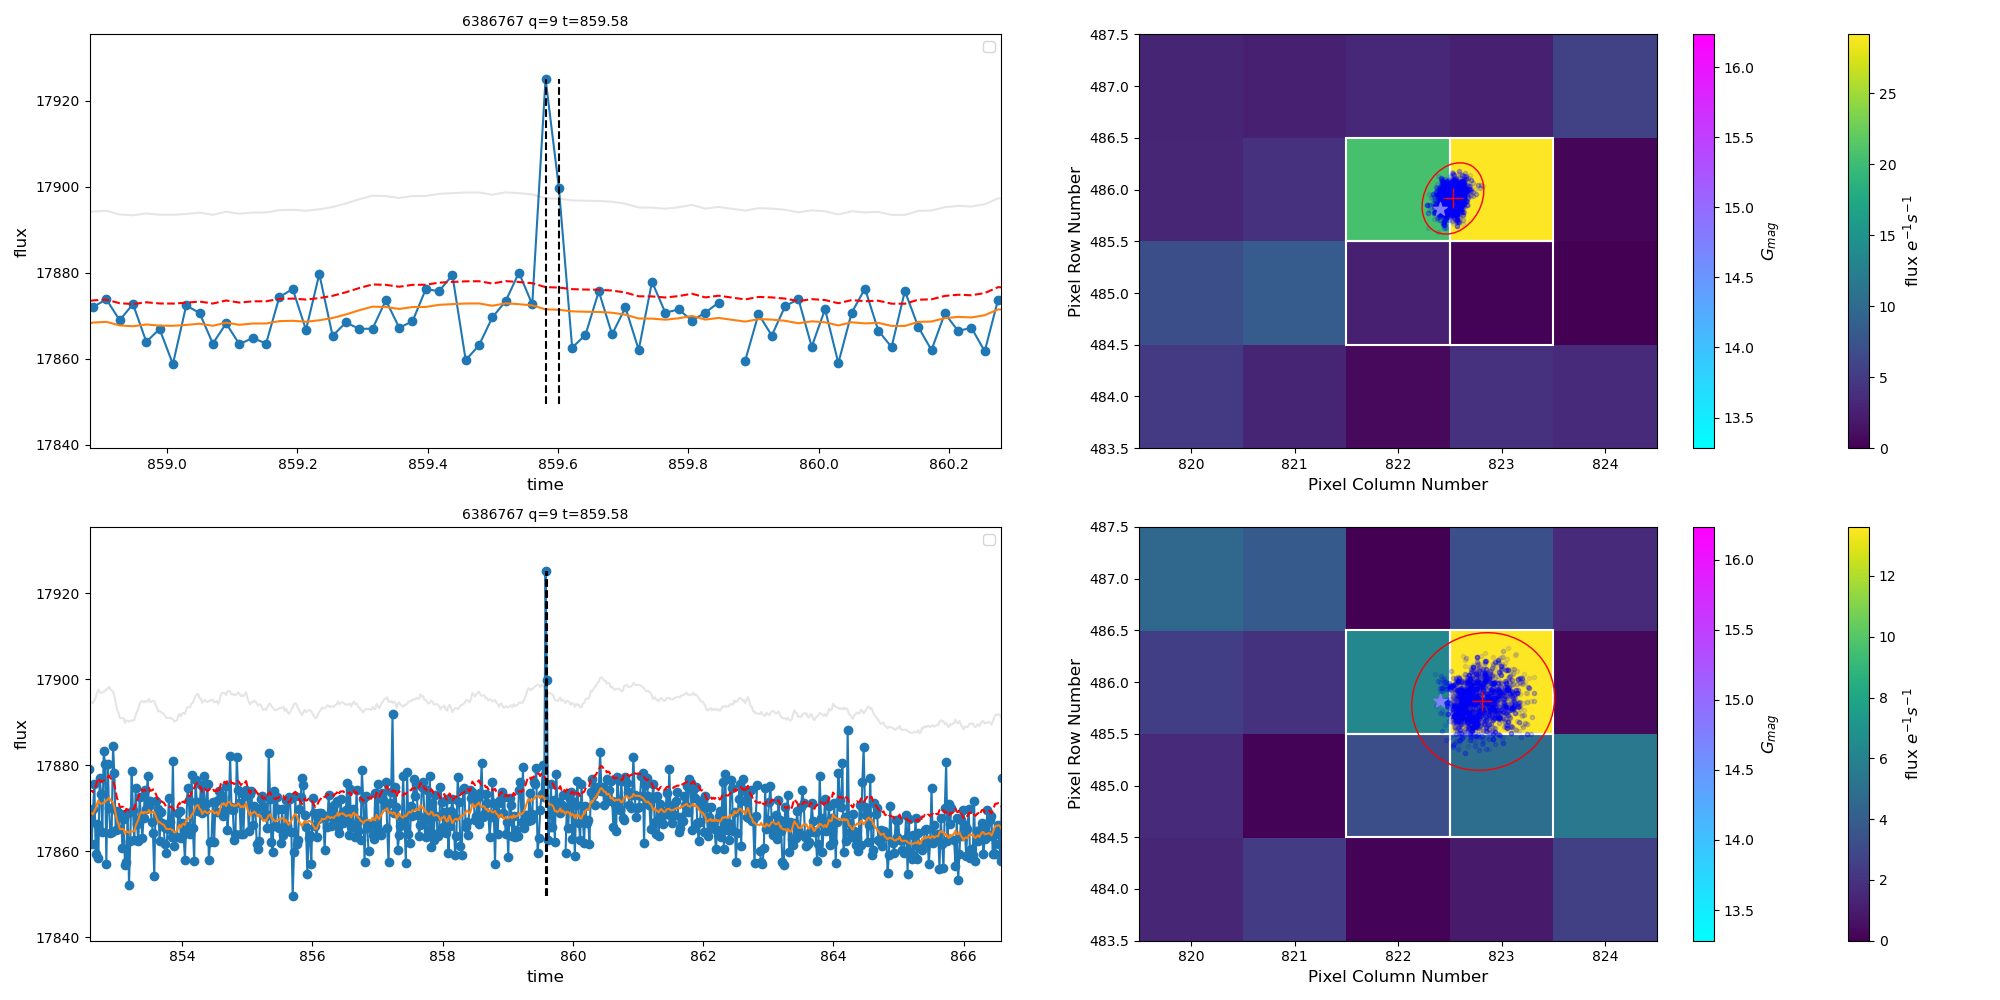 6386767 q=9 t=859.58
flux
17920
17900
17880
17860
17840
859.0 859.2 859.4 859.6 859.8 860.0 860.2
time
487.5
487.0
486.5
486.0
485.5
485.0
484.5
484.0
483.5
Pixel Row Number
820 821 822 823 824
Pixel Column Number
16.0
15.5
15.0
14.5
14.0
13.5
G_mag
25
20
15
10
5
0
flux e⁻¹s⁻¹
6386767 q=9 t=859.58
flux
17920
17900
17880
17860
17840
854 856 858 860 862 864 866
time
487.5
487.0
486.5
486.0
485.5
485.0
484.5
484.0
483.5
Pixel Row Number
820 821 822 823 824
Pixel Column Number
16.0
15.5
15.0
14.5
14.0
13.5
G_mag
12
10
8
6
4
2
0
flux e⁻¹s⁻¹